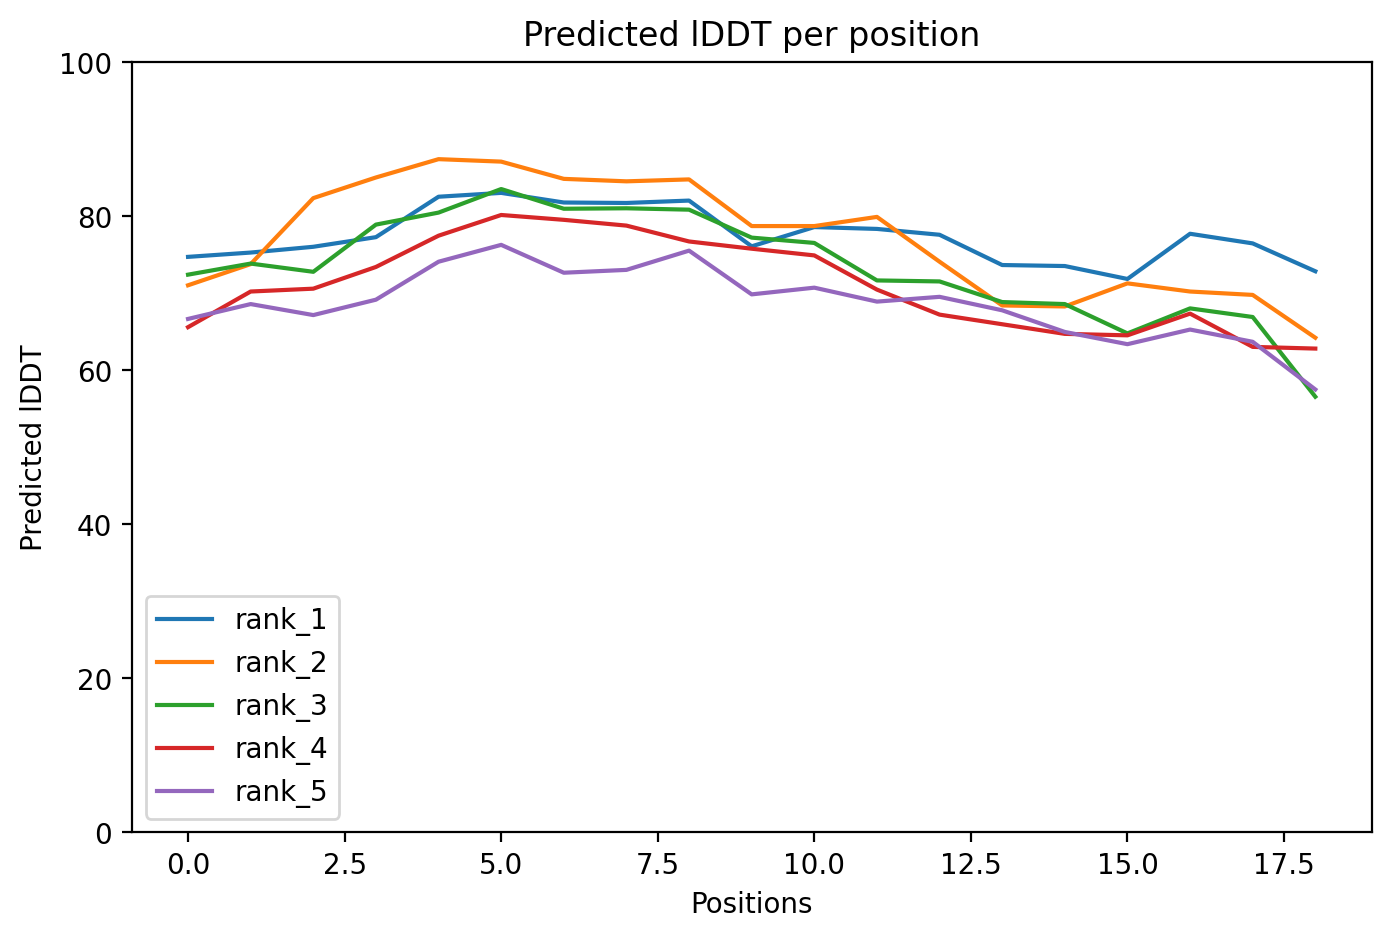 Predicted lDDT per position
100
80
60
40
20
0
Predicted lDDT
rank_1
rank_2
rank_3
rank_4
rank_5
0.0 2.5 5.0 7.5 10.0 12.5 15.0 17.5
Positions